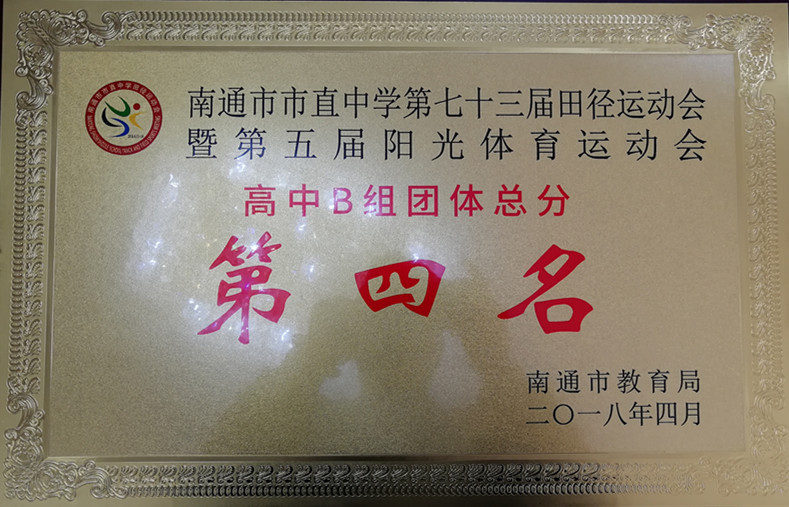 南通市市直中学第七十三届田径运动会
暨第五届阳光体育运动会
高中B组团体总分
第四名
南通市教育局
二〇一八年四月